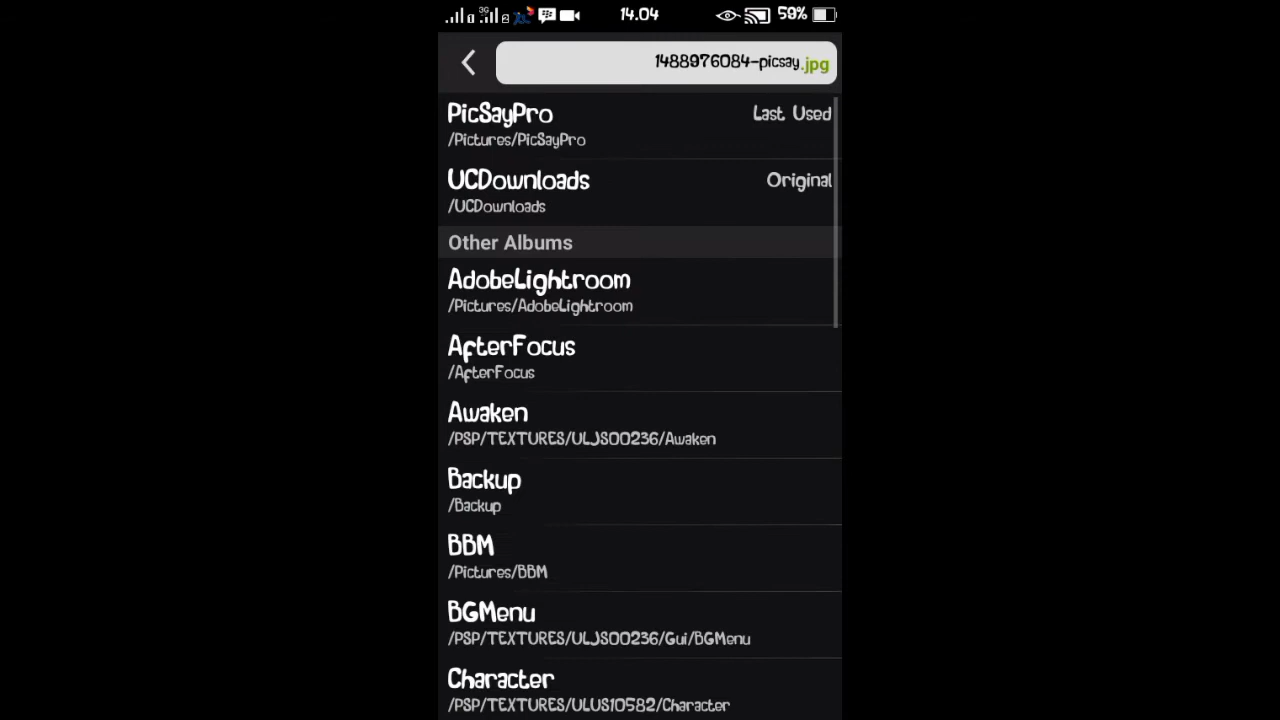 3G 14.04 59%
1488976084-picsay.jpg
PicSayPro Last Used
/Pictures/PicSayPro
UCDownloads Original
/UCDownloads
Other Albums
AdobeLightroom
/Pictures/AdobeLightroom
AfterFocus
/AfterFocus
Awaken
/PSP/TEXTURES/ULJS00236/Awaken
Backup
/Backup
BBM
/Pictures/BBM
BGMenu
/PSP/TEXTURES/ULJS00236/Gui/BGMenu
Character
/PSP/TEXTURES/ULUS10582/Character